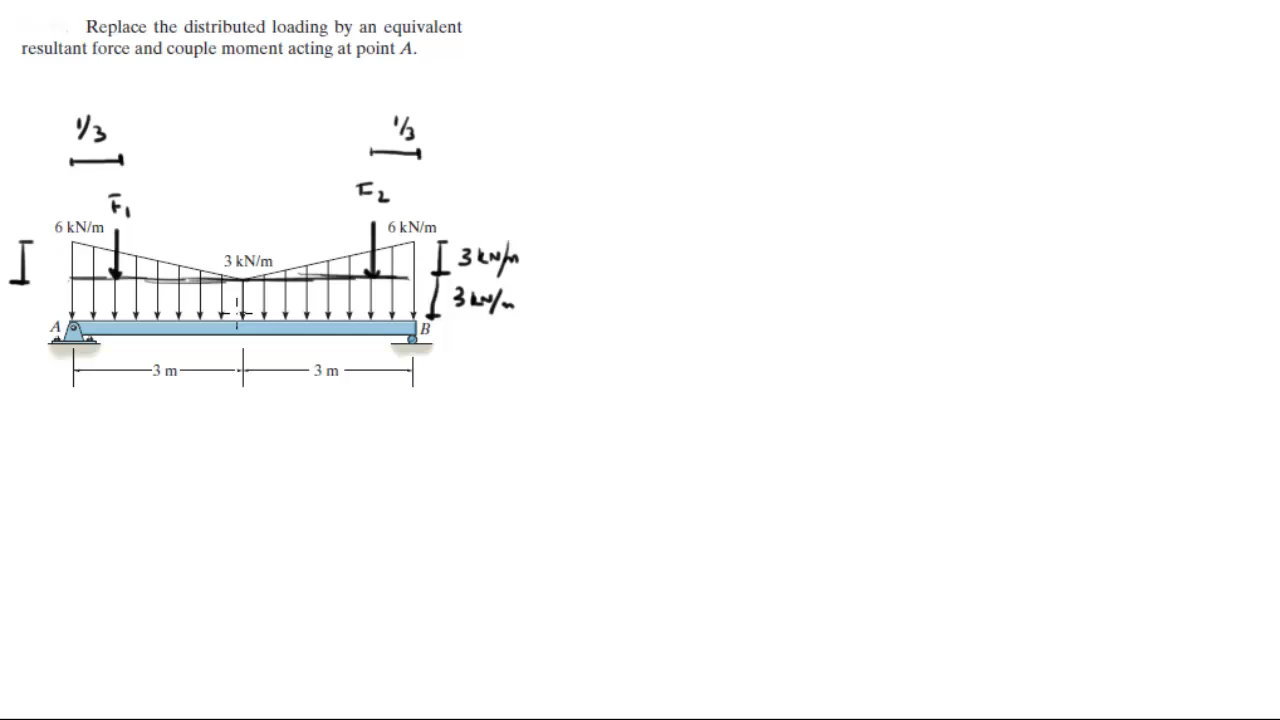 Replace the distributed loading by an equivalent
resultant force and couple moment acting at point A.
1/3
1/3
F1
F2
6 kN/m
6 kN/m
3 kN/m
3 kN/m
3 kN/m
A
B
3 m
3 m